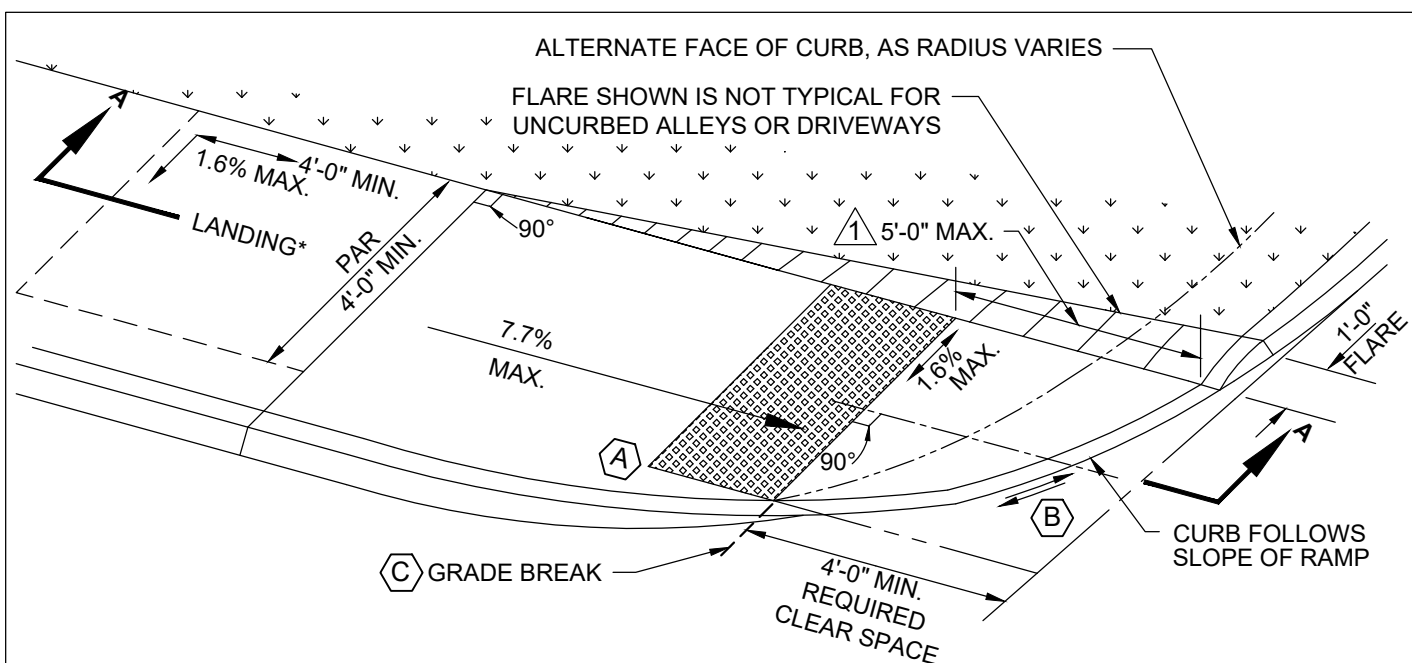 ALTERNATE FACE OF CURB, AS RADIUS VARIES
FLARE SHOWN IS NOT TYPICAL FOR
UNCURBED ALLEYS OR DRIVEWAYS
A
1.6% MAX.
4'-0" MIN.
LANDING*
PAR
4'-0" MIN.
90°
1
5'-0" MAX.
7.7%
MAX.
1.6%
MAX.
1'-0"
FLARE
A
90°
A
B
CURB FOLLOWS
SLOPE OF RAMP
C
GRADE BREAK
4'-0" MIN.
REQUIRED
CLEAR SPACE